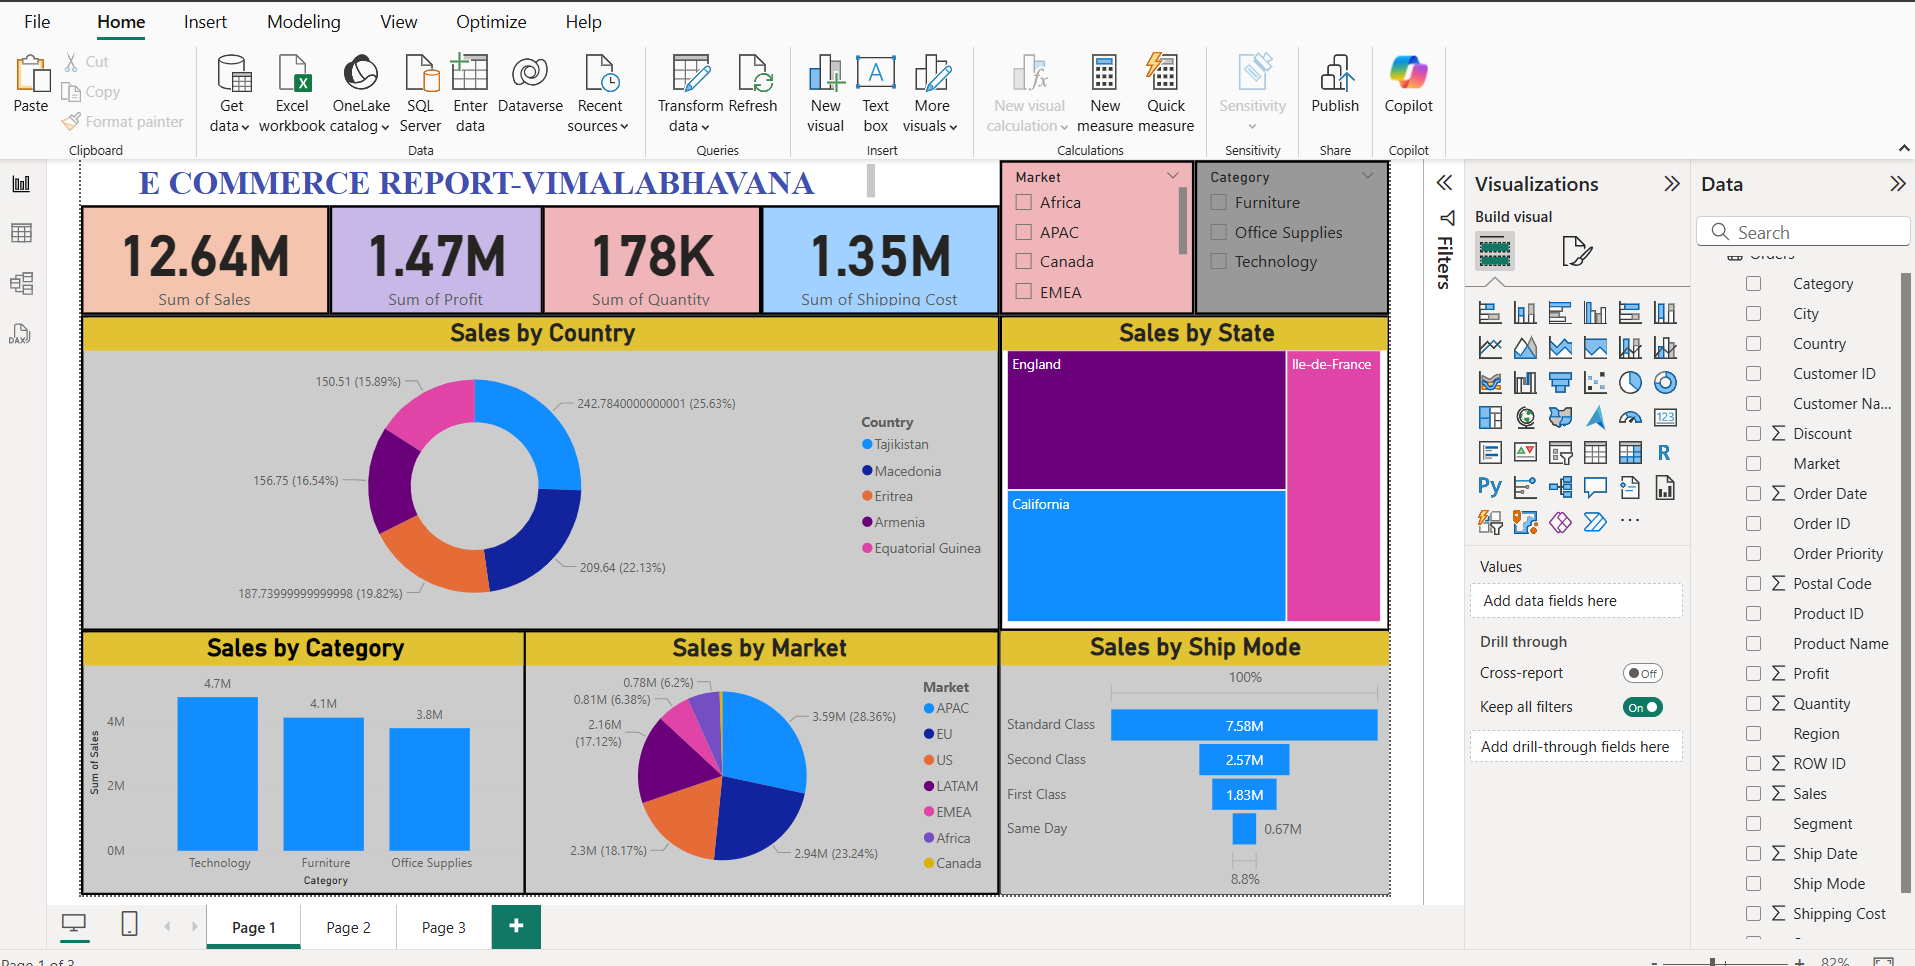 File Home Insert Modeling View Optimize Help
Paste
Cut
Copy
Format painter
Clipboard
Get data
Excel workbook
OneLake catalog
SQL Server
Enter data
Dataverse
Recent sources
Data
Transform data
Refresh
Queries
New visual
Text box
More visuals
Insert
New visual calculation
New measure
Quick measure
Calculations
Sensitivity
Sensitivity
Publish
Share
Copilot
Copilot
DAX
E COMMERCE REPORT-VIMALABHAVANA
12.64M
Sum of Sales
1.47M
Sum of Profit
178K
Sum of Quantity
1.35M
Sum of Shipping Cost
Market
Africa
APAC
Canada
EMEA
Category
Furniture
Office Supplies
Technology
Sales by Country
150.51 (15.89%)
242.7840000000001 (25.63%)
156.75 (16.54%)
209.64 (22.13%)
187.73999999999998 (19.82%)
Country
Tajikistan
Macedonia
Eritrea
Armenia
Equatorial Guinea
Sales by State
England
Ile-de-France
California
Sales by Category
4.7M
4.1M
3.8M
4M
2M
0M
Sum of Sales
Technology
Furniture
Office Supplies
Category
Sales by Market
0.78M (6.2%)
0.81M (6.38%)
2.16M
(17.12%)
3.59M (28.36%)
2.3M (18.17%)
2.94M (23.24%)
Market
APAC
EU
US
LATAM
EMEA
Africa
Canada
Sales by Ship Mode
100%
Standard Class
7.58M
Second Class
2.57M
First Class
1.83M
Same Day
0.67M
8.8%
Filters
Visualizations
Build visual
123
R
Py
Values
Add data fields here
Drill through
Cross-report
Off
Keep all filters
On
Add drill-through fields here
Data
Search
Orders
Category
City
Country
Customer ID
Customer Na...
Discount
Market
Order Date
Order ID
Order Priority
Postal Code
Product ID
Product Name
Profit
Quantity
Region
ROW ID
Sales
Segment
Ship Date
Ship Mode
Shipping Cost
Page 1
Page 2
Page 3
Page 1 of 3
82%